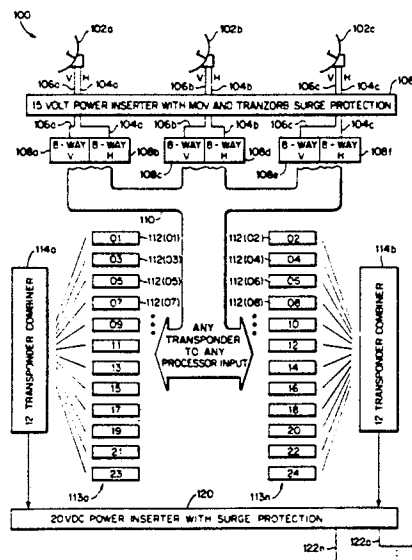 100
102a 102b 102c
V H V H V H
106a 104a 106b 104b 106c 104c
15 VOLT POWER INSERTER WITH MOV AND TRANZORB SURGE PROTECTION
106a 104a 106b 104b 106c 104c
8-WAY V 8-WAY H 8-WAY V 8-WAY H 8-WAY V 8-WAY H
108a 108b 108c 108d 108e 108f
110
114a 114b
01 112(01) 112(02) 02
03 112(03) 112(04) 04
05 112(05) 112(06) 06
07 112(07) 112(08) 08
09 10
11 12
13 14
15 16
17 18
19 20
21 22
23 24
ANY
TRANSPONDER
TO ANY
PROCESSOR
INPUT
12 TRANSPONDER COMBINER
12 TRANSPONDER COMBINER
113a 113n
120
20VDC POWER INSERTER WITH SURGE PROTECTION
122n 122a